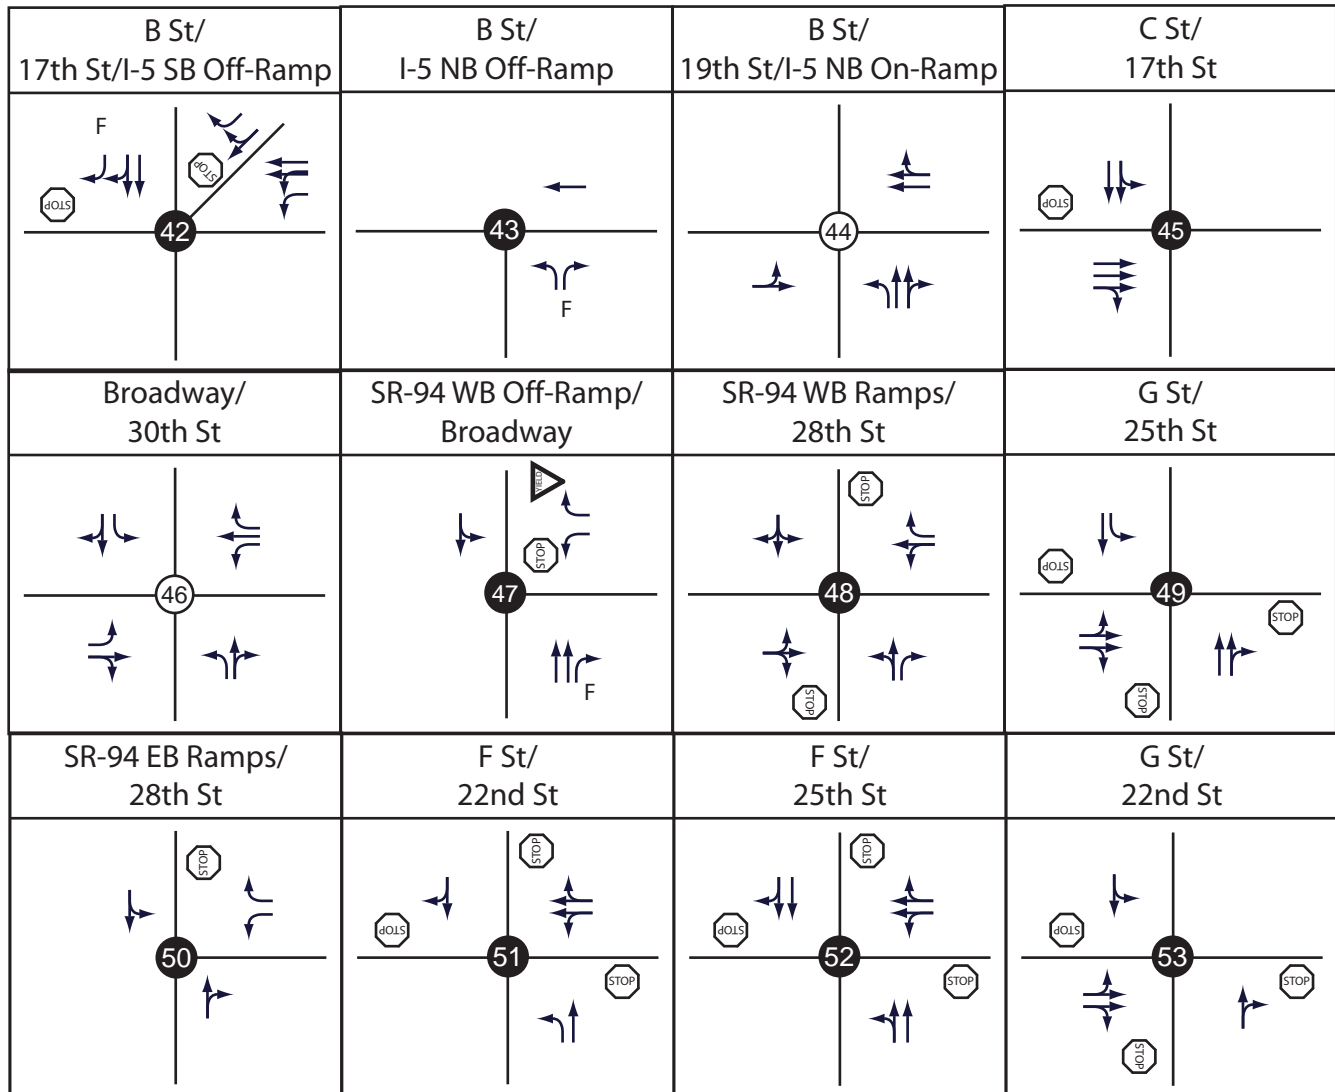 B St/
17th St/I-5 SB Off-Ramp
B St/
I-5 NB Off-Ramp
B St/
19th St/I-5 NB On-Ramp
C St/
17th St
F
STOP
STOP
42
43
F
44
STOP
45
Broadway/
30th St
SR-94 WB Off-Ramp/
Broadway
SR-94 WB Ramps/
28th St
G St/
25th St
46
YIELD
STOP
47
F
STOP
48
STOP
STOP
49
STOP
STOP
SR-94 EB Ramps/
28th St
F St/
22nd St
F St/
25th St
G St/
22nd St
STOP
50
STOP
STOP
51
STOP
STOP
STOP
52
STOP
STOP
53
STOP
STOP